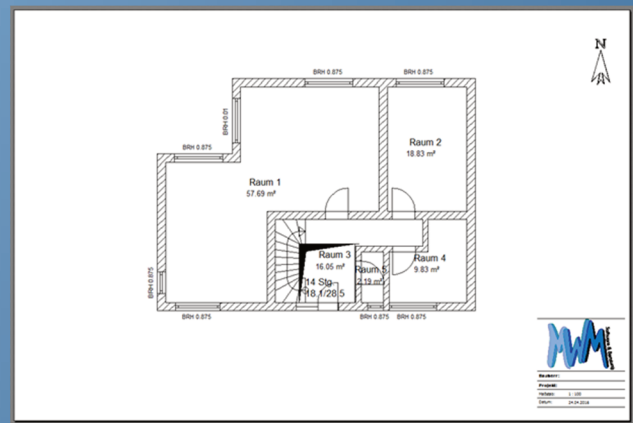 N
BRH 0.875
BRH 0.875
BRH 0.01
BRH 0.875
Raum 2
18.83 m²
Raum 1
57.69 m²
Raum 3
16.05 m²
Raum 4
9.83 m²
Raum 5
2.19 m²
14 Stg
18.1/28.5
BRH 0.875
BRH 0.875
BRH 0.875
BRH 0.875
MWM
Bauherr:
Projekt:
1 : 100
Datum
24.04.2018